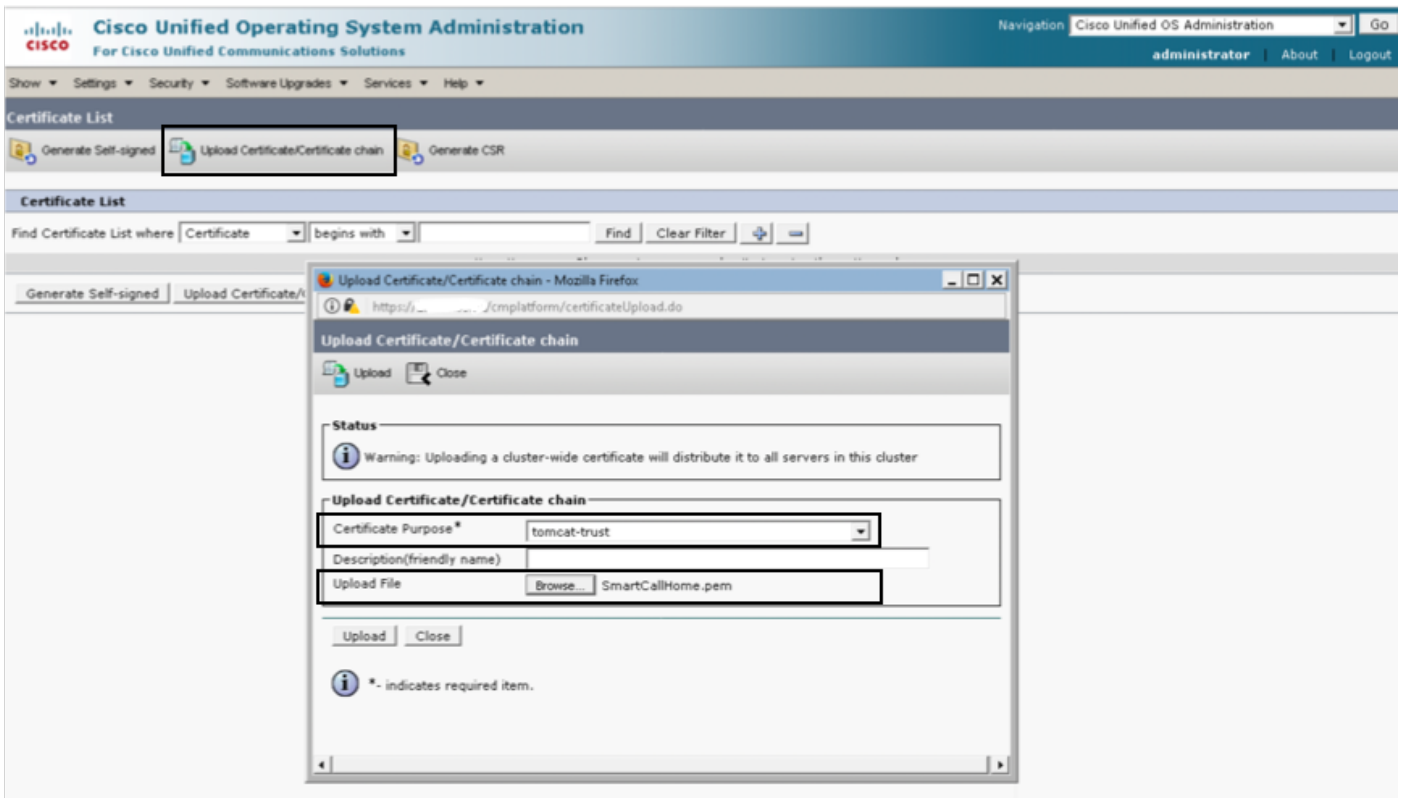 Cisco Unified Operating System Administration
For Cisco Unified Communications Solutions
CISCO
Navigation Cisco Unified OS Administration Go
administrator | About | Logout
Show Settings Security Software Upgrades Services Help
Certificate List
Generate Self-signed Upload Certificate/Certificate chain Generate CSR
Certificate List
Find Certificate List where Certificate begins with Find Clear Filter
Generate Self-signed Upload Certificate/
Upload Certificate/Certificate chain - Mozilla Firefox
https:/ /cmplatform/certificateUpload.do
Upload Certificate/Certificate chain
Upload Close
Status
Warning: Uploading a cluster-wide certificate will distribute it to all servers in this cluster
Upload Certificate/Certificate chain
Certificate Purpose* tomcat-trust
Description(friendly name)
Upload File Browse... SmartCallHome.pem
Upload Close
*- indicates required item.